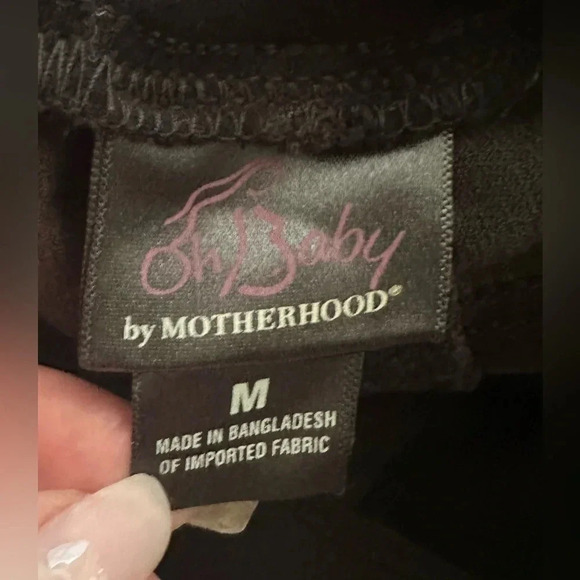 Oh Baby
by MOTHERHOOD®
M
MADE IN BANGLADESH
OF IMPORTED FABRIC